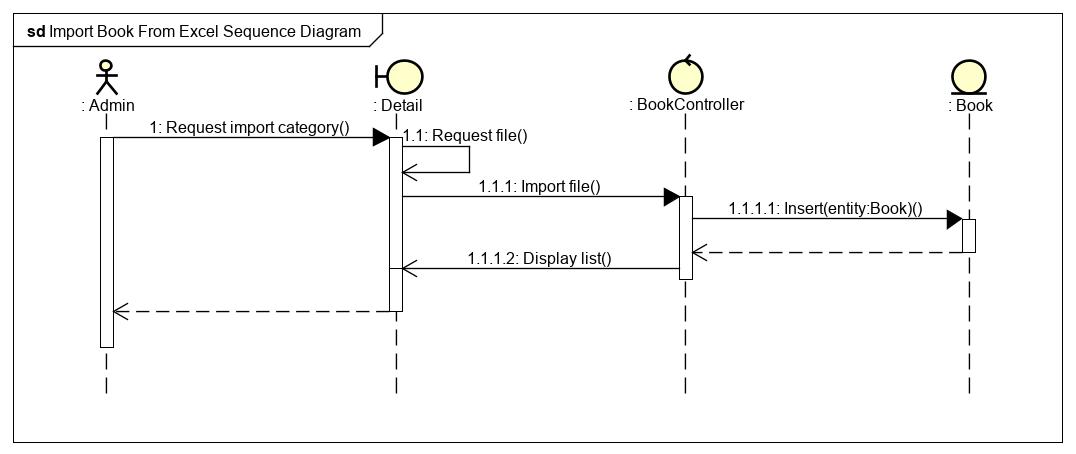 sd Import Book From Excel Sequence Diagram
: Admin
: Detail
: BookController
: Book
1: Request import category()
1.1: Request file()
1.1.1: Import file()
1.1.1.1: Insert(entity:Book)()
1.1.1.2: Display list()